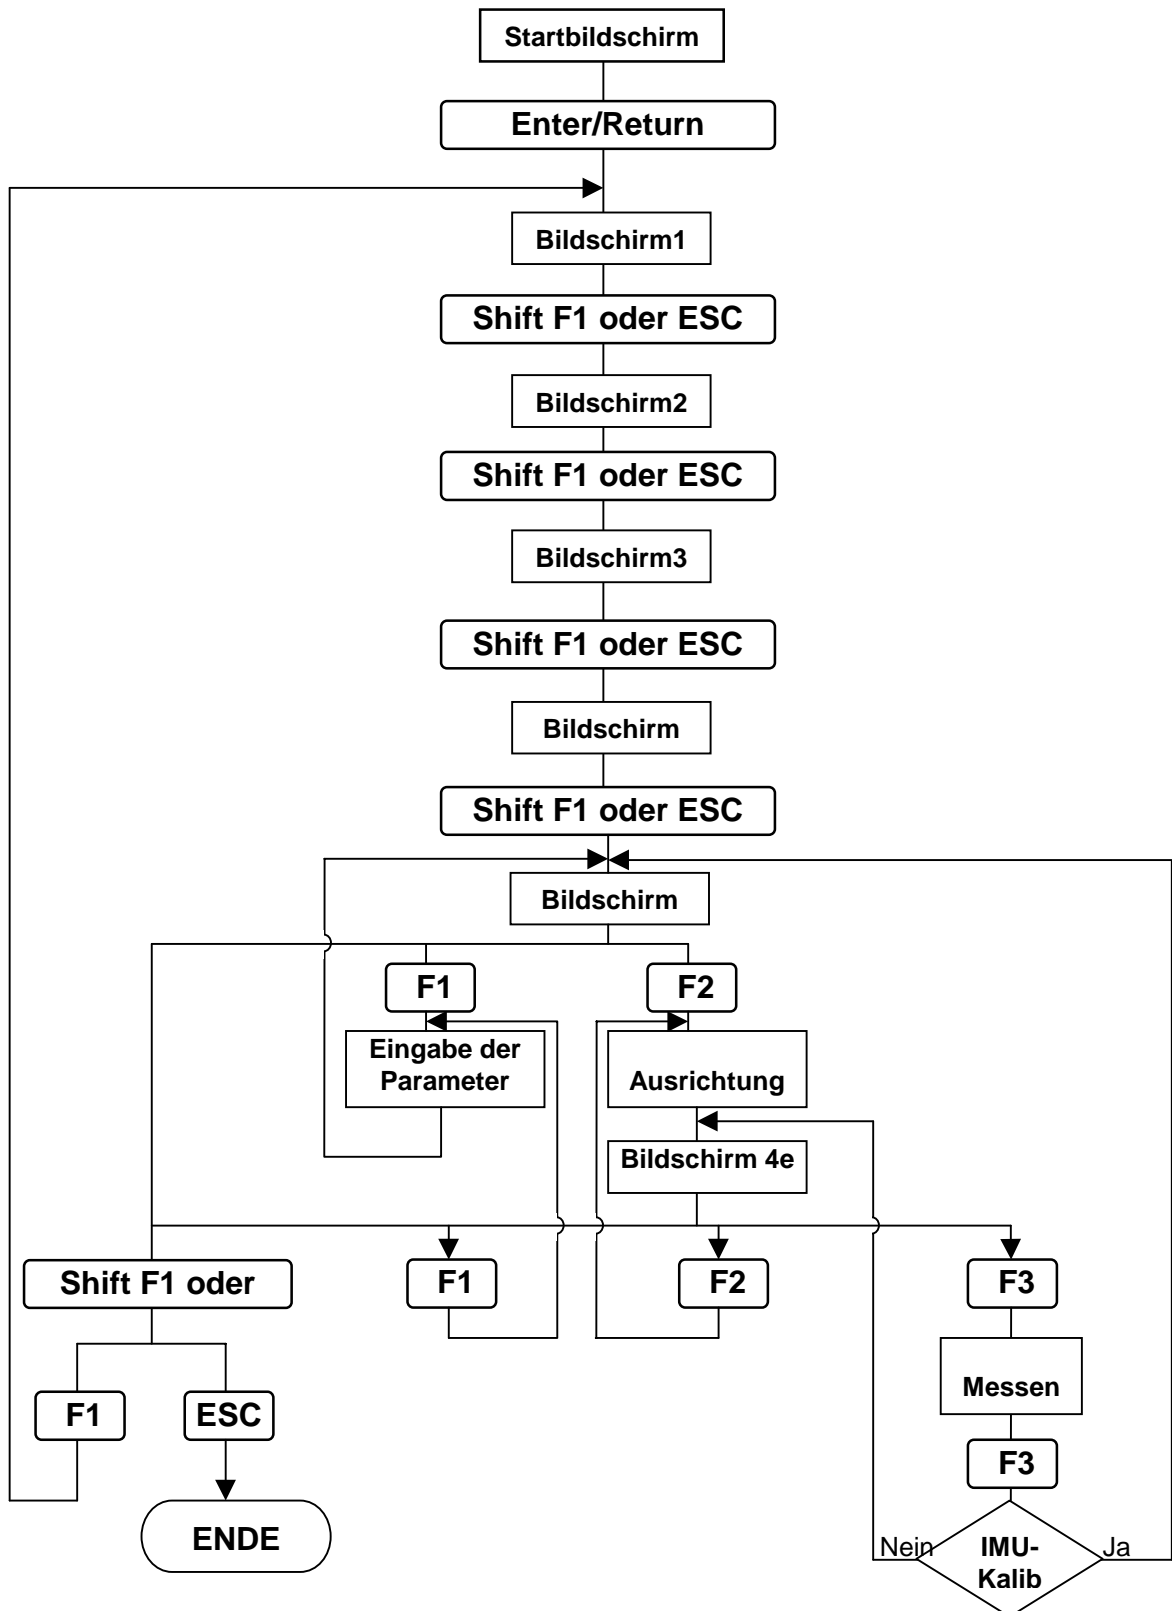 Startbildschirm
Enter/Return
Bildschirm1
Shift F1 oder ESC
Bildschirm2
Shift F1 oder ESC
Bildschirm3
Shift F1 oder ESC
Bildschirm
Shift F1 oder ESC
Bildschirm
F1
F2
Eingabe der
Parameter
Ausrichtung
Bildschirm 4e
Shift F1 oder
F1
F2
F3
Messen
F1
ESC
F3
ENDE
Nein
IMU-
Kalib
Ja